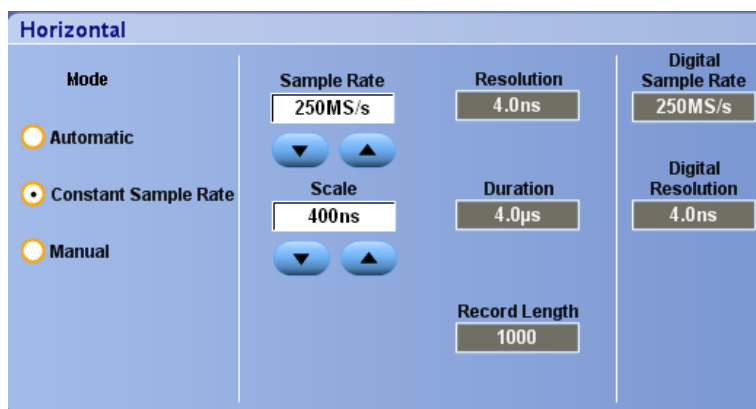 Horizontal
Mode
Automatic
Constant Sample Rate
Manual
Sample Rate
250MS/s
Scale
400ns
Resolution
4.0ns
Duration
4.0µs
Record Length
1000
Digital
Sample Rate
250MS/s
Digital
Resolution
4.0ns